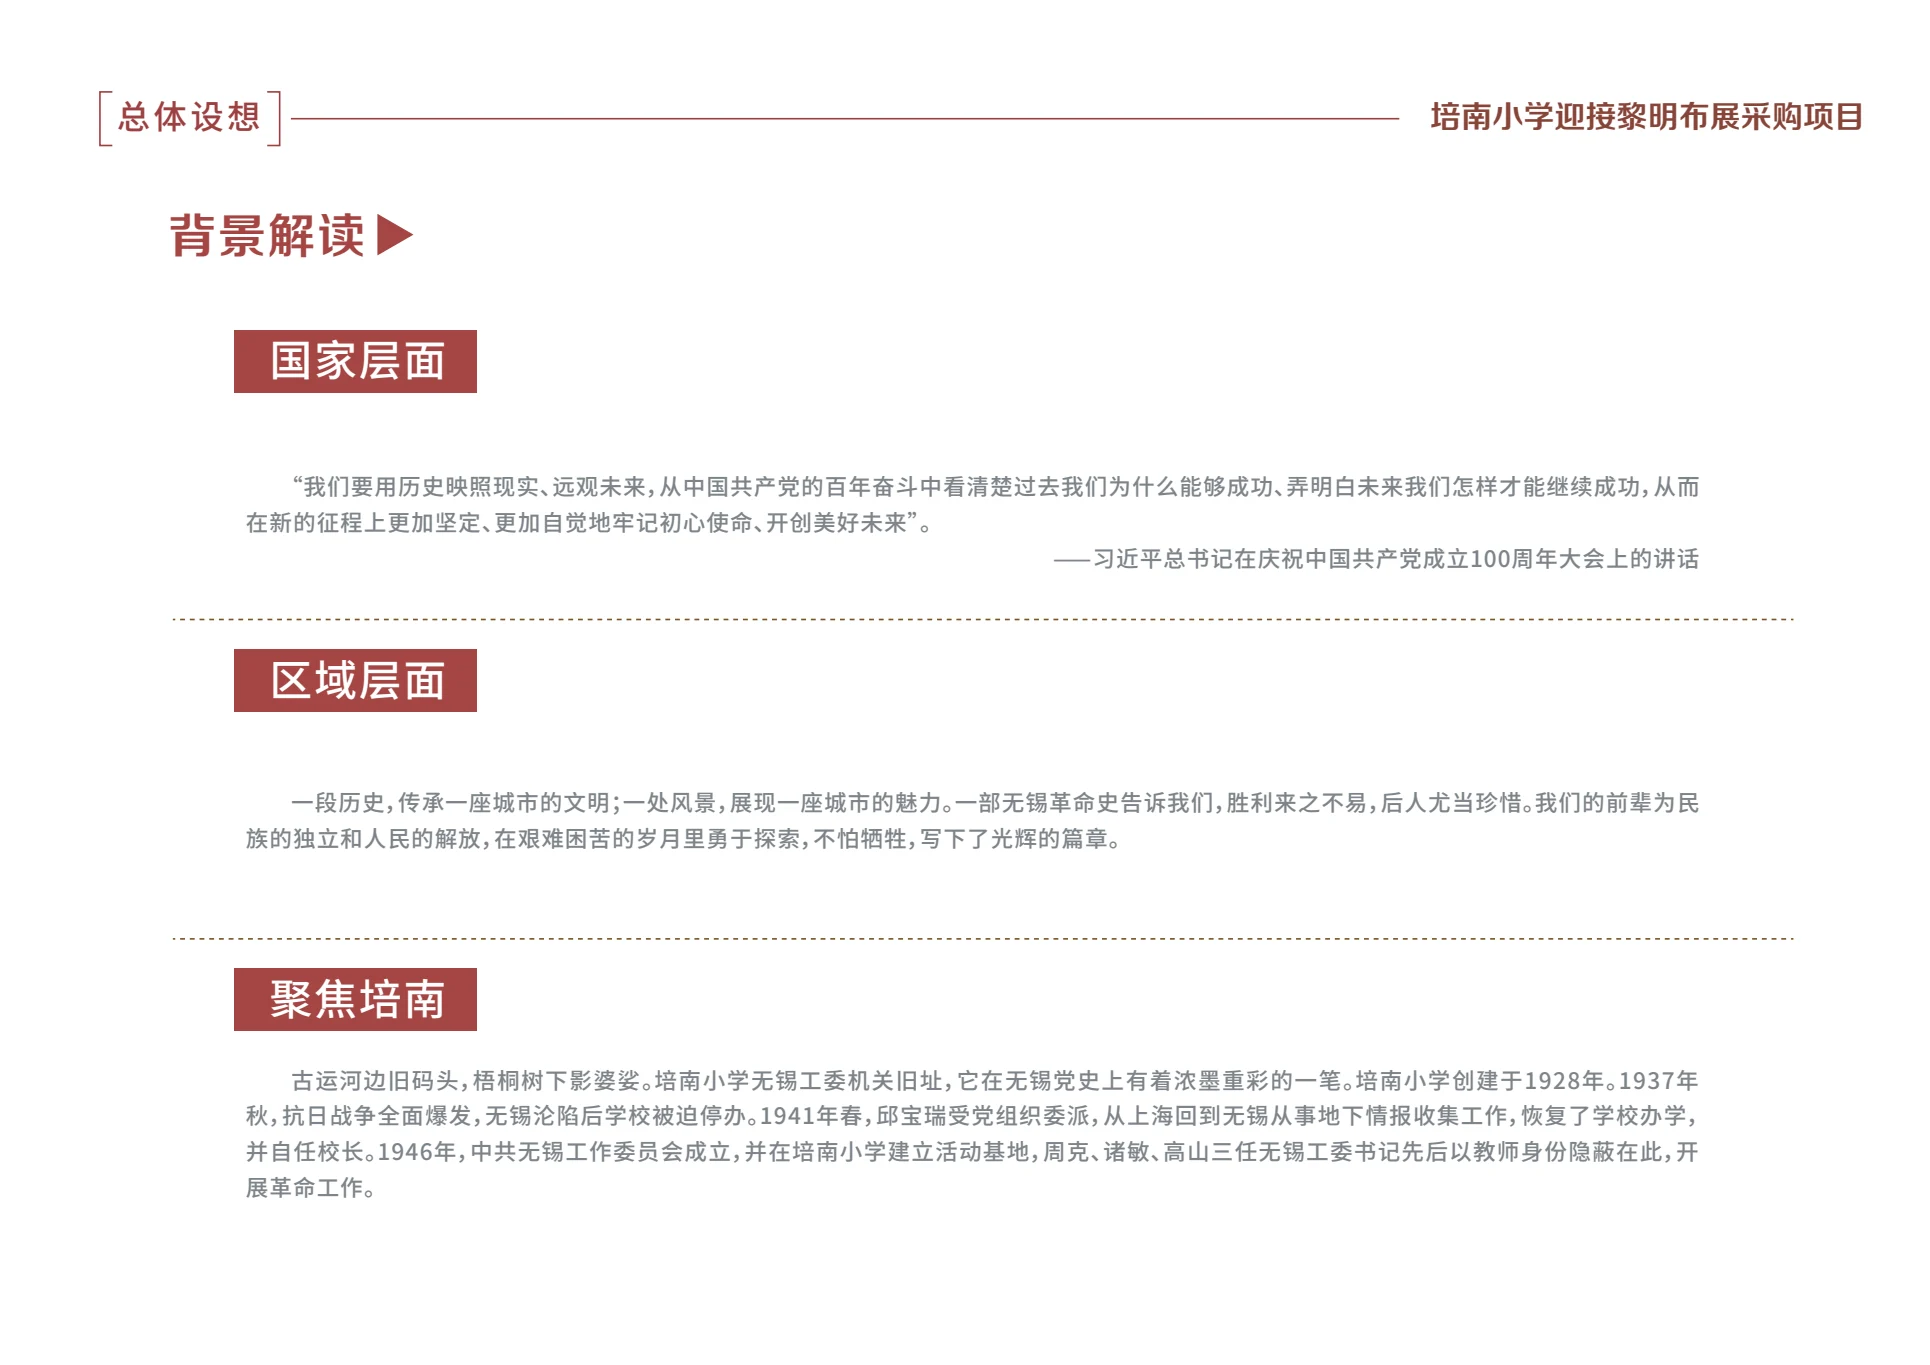 总体设想
培南小学迎接黎明布展采购项目
背景解读
国家层面
“我们要用历史映照现实、远观未来，从中国共产党的百年奋斗中看清楚过去我们为什么能够成功、弄明白未来我们怎样才能继续成功，从而
在新的征程上更加坚定、更加自觉地牢记初心使命、开创美好未来”。
——习近平总书记在庆祝中国共产党成立100周年大会上的讲话
区域层面
一段历史，传承一座城市的文明；一处风景，展现一座城市的魅力。一部无锡革命史告诉我们，胜利来之不易，后人尤当珍惜。我们的前辈为民
族的独立和人民的解放，在艰难困苦的岁月里勇于探索，不怕牺牲，写下了光辉的篇章。
聚焦培南
古运河边旧码头，梧桐树下影婆娑。培南小学无锡工委机关旧址，它在无锡党史上有着浓墨重彩的一笔。培南小学创建于1928年。1937年
秋，抗日战争全面爆发，无锡沦陷后学校被迫停办。1941年春，邱宝瑞受党组织委派，从上海回到无锡从事地下情报收集工作，恢复了学校办学，
并自任校长。1946年，中共无锡工作委员会成立，并在培南小学建立活动基地，周克、诸敏、高山三任无锡工委书记先后以教师身份隐蔽在此，开
展革命工作。